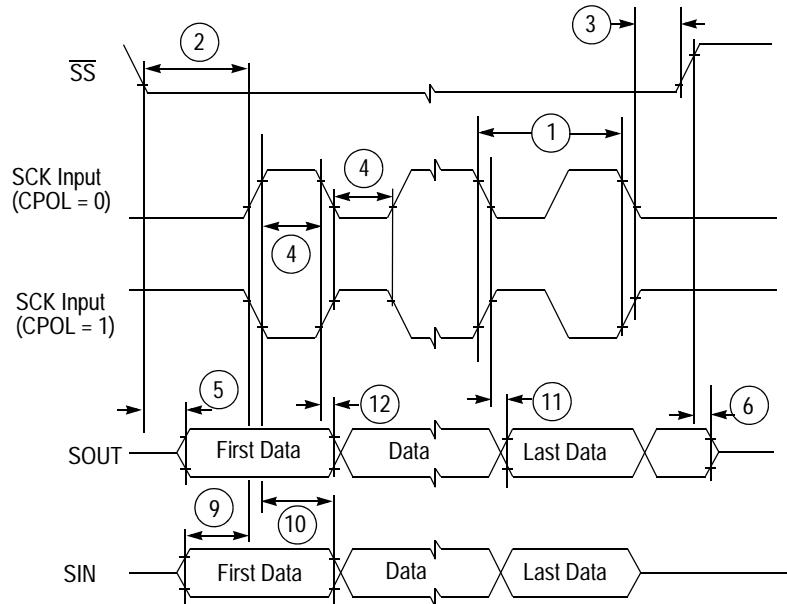 2
3
SS
1
SCK Input
(CPOL = 0)
4
4
SCK Input
(CPOL = 1)
5
12
11
6
SOUT
First Data
Data
Last Data
9
10
SIN
First Data
Data
Last Data